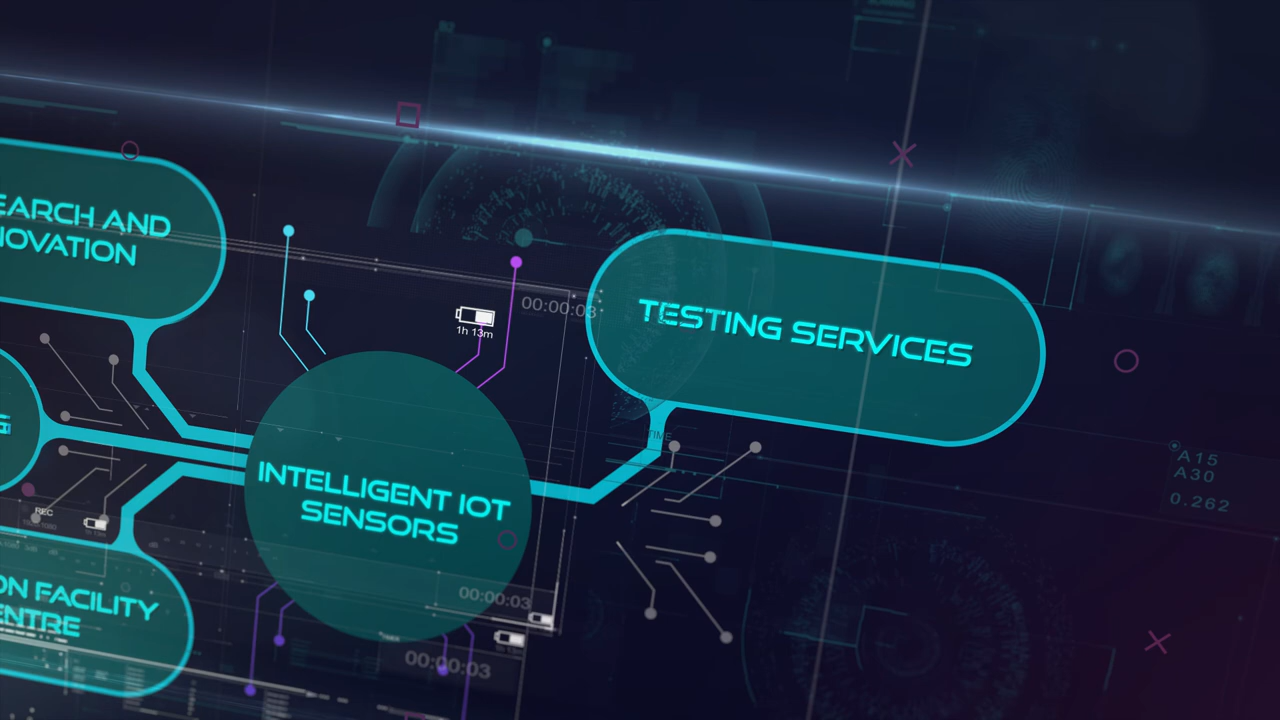 EARCH AND
NOVATION
1h 13m
00:00:03
TESTING SERVICES
TIME
A15
A30
0.262
INTELLIGENT IOT
SENSORS
REC
ON FACILITY
ENTRE
00:00:03
00:00:03